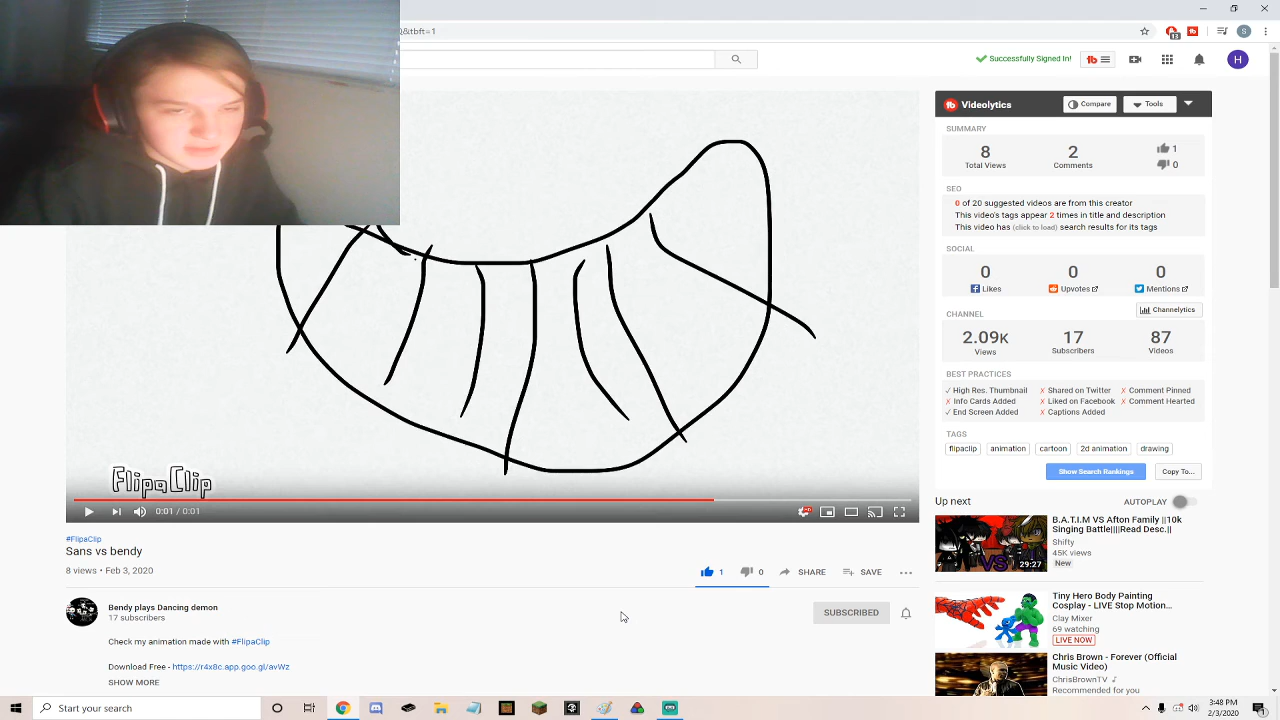 &tbft=1
13
S
✓ Successfully Signed In!
tb
H
tb Videolytics
Compare
Tools
SUMMARY
8
Total Views
2
Comments
1
0
SEO
0 of 20 suggested videos are from this creator
This video's tags appear 2 times in title and description
This video has (click to load) search results for its tags
SOCIAL
0
Likes
0
Upvotes
0
Mentions
CHANNEL
Channelytics
2.09K
Views
17
Subscribers
87
Videos
BEST PRACTICES
✓ High Res. Thumbnail
✗ Shared on Twitter
✗ Comment Pinned
✗ Info Cards Added
✗ Liked on Facebook
✗ Comment Hearted
✓ End Screen Added
✗ Captions Added
TAGS
flipaclip
animation
cartoon
2d animation
drawing
Show Search Rankings
Copy To...
FlipaClip
0:01 / 0:01
#FlipaClip
Sans vs bendy
8 views • Feb 3, 2020
1
0
SHARE
SAVE
Bendy plays Dancing demon
17 subscribers
SUBSCRIBED
Check my animation made with #FlipaClip
Download Free - https://r4x8c.app.goo.gl/avWz
SHOW MORE
Up next
AUTOPLAY
VS
29:27
B.A.T.I.M VS Afton Family ||10k
Singing Battle||||Read Desc.||
Shifty
45K views
New
Tiny Hero Body Painting
Cosplay - LIVE Stop Motion...
Clay Mixer
69 watching
LIVE NOW
Chris Brown - Forever (Official
Music Video)
ChrisBrownTV ♪
Recommended for you
Start your search
3:48 PM
2/3/2020